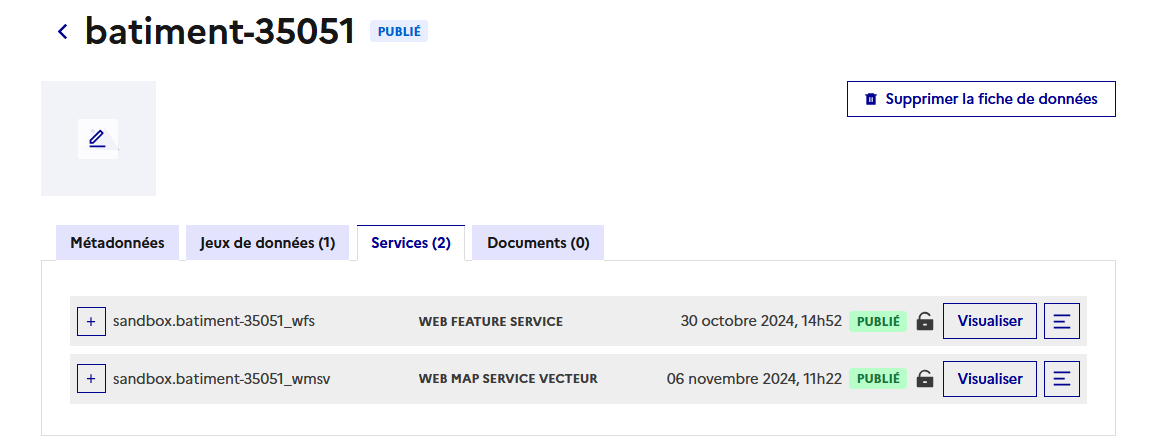 batiment-35051 PUBLIÉ
Supprimer la fiche de données
Métadonnées Jeux de données (1) Services (2) Documents (0)
+ sandbox.batiment-35051_wfs WEB FEATURE SERVICE 30 octobre 2024, 14h52 PUBLIÉ Visualiser
+ sandbox.batiment-35051_wmsv WEB MAP SERVICE VECTEUR 06 novembre 2024, 11h22 PUBLIÉ Visualiser